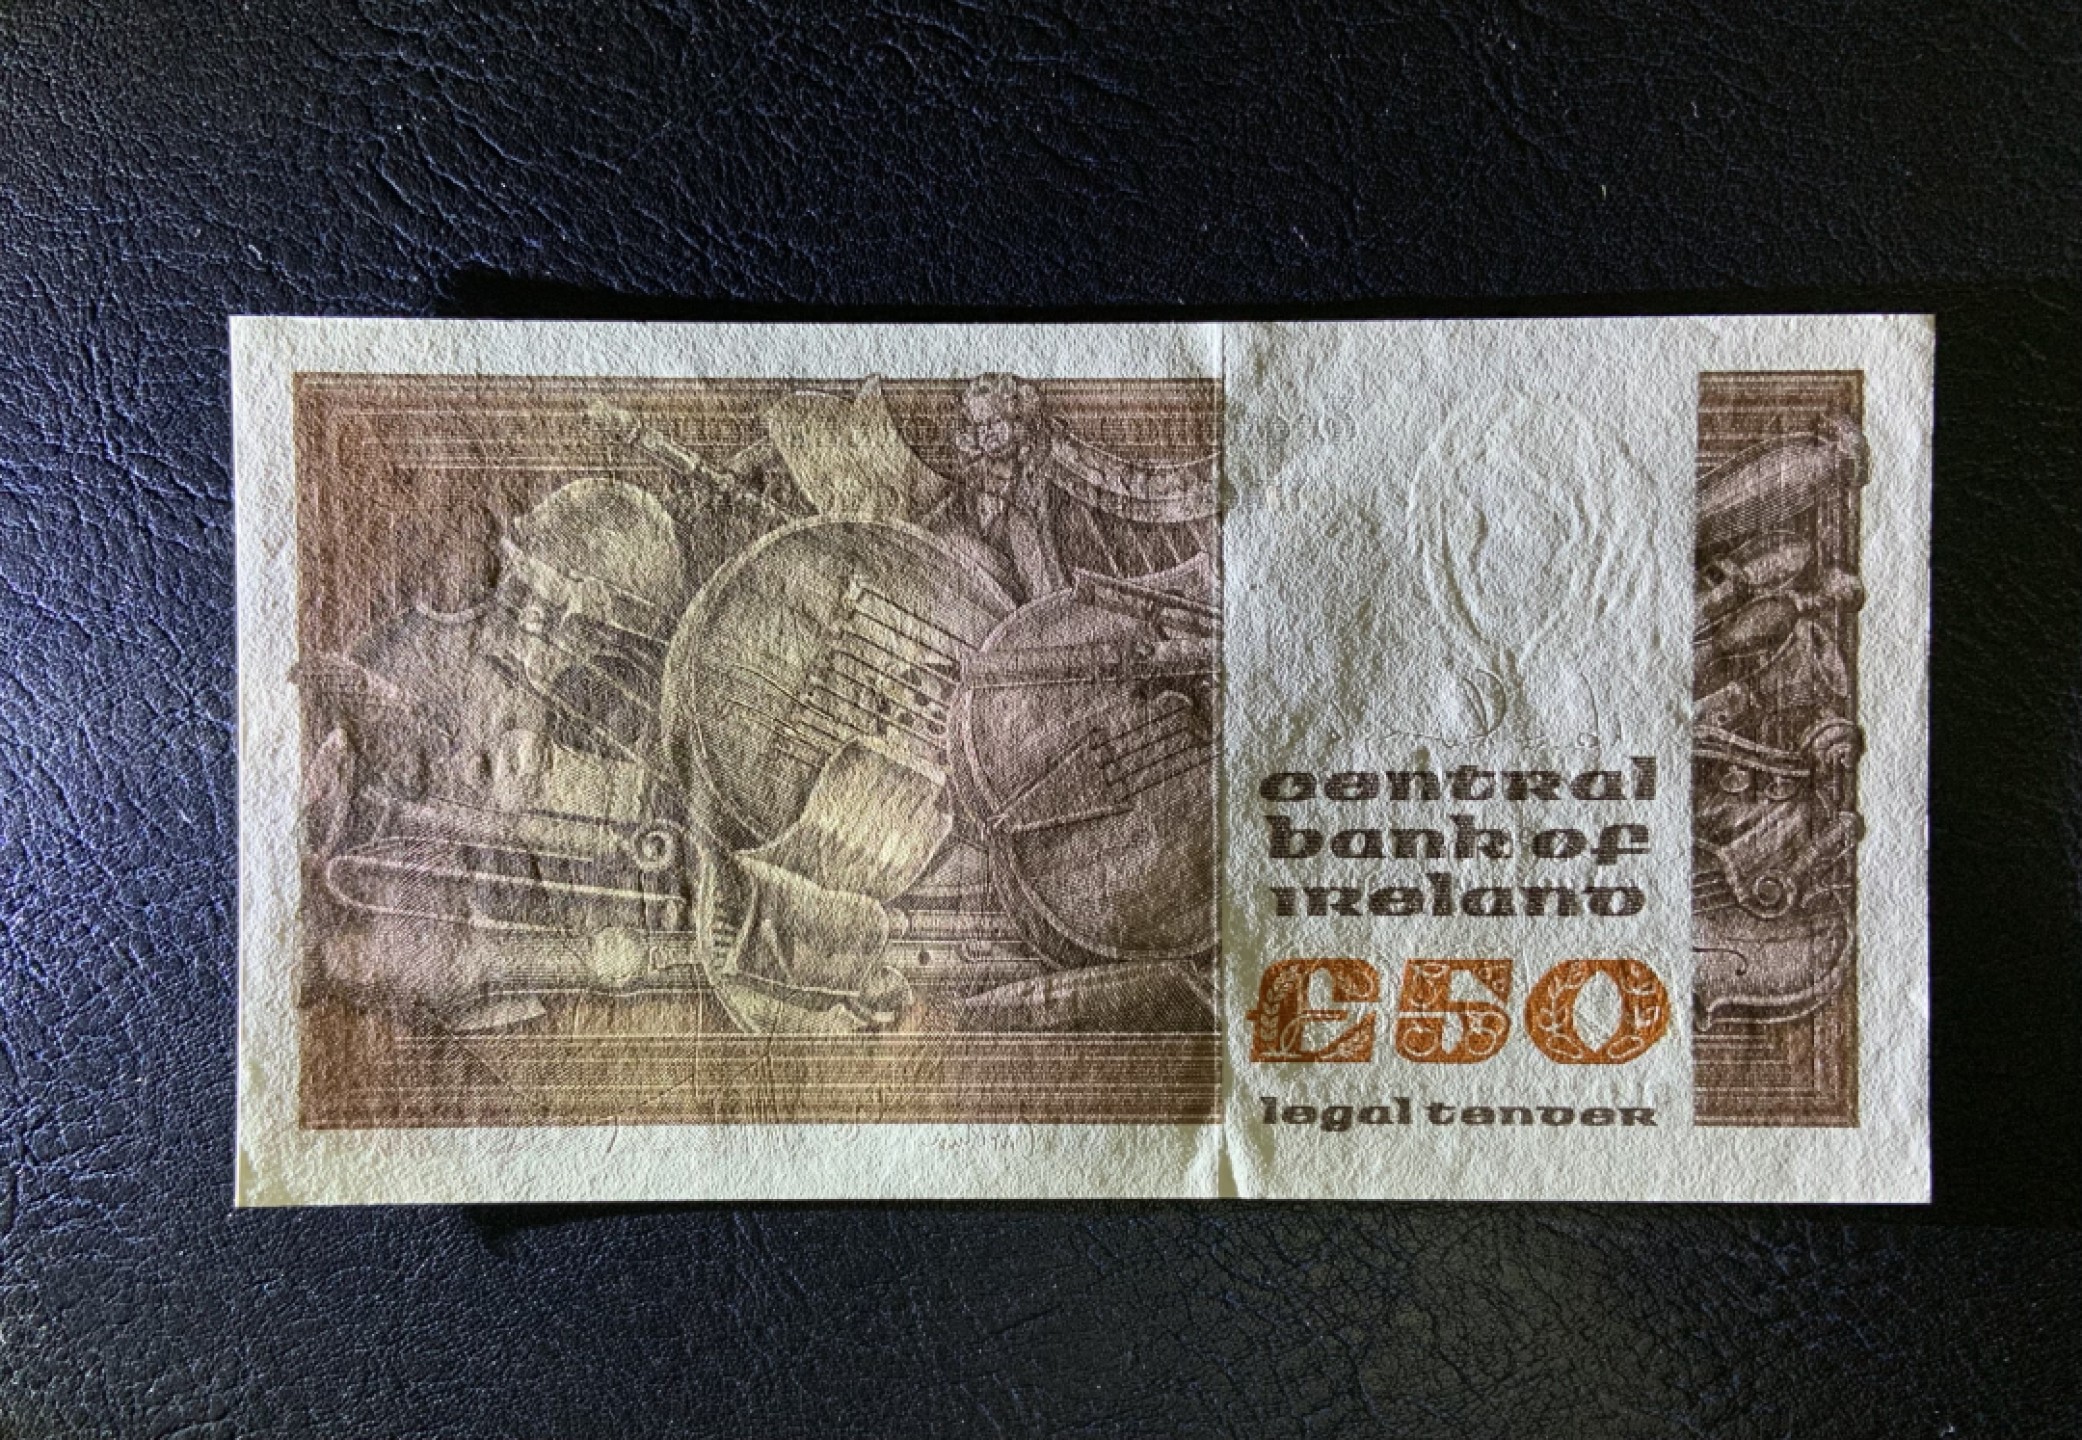 central
bank of
ireland
£50
legal tender